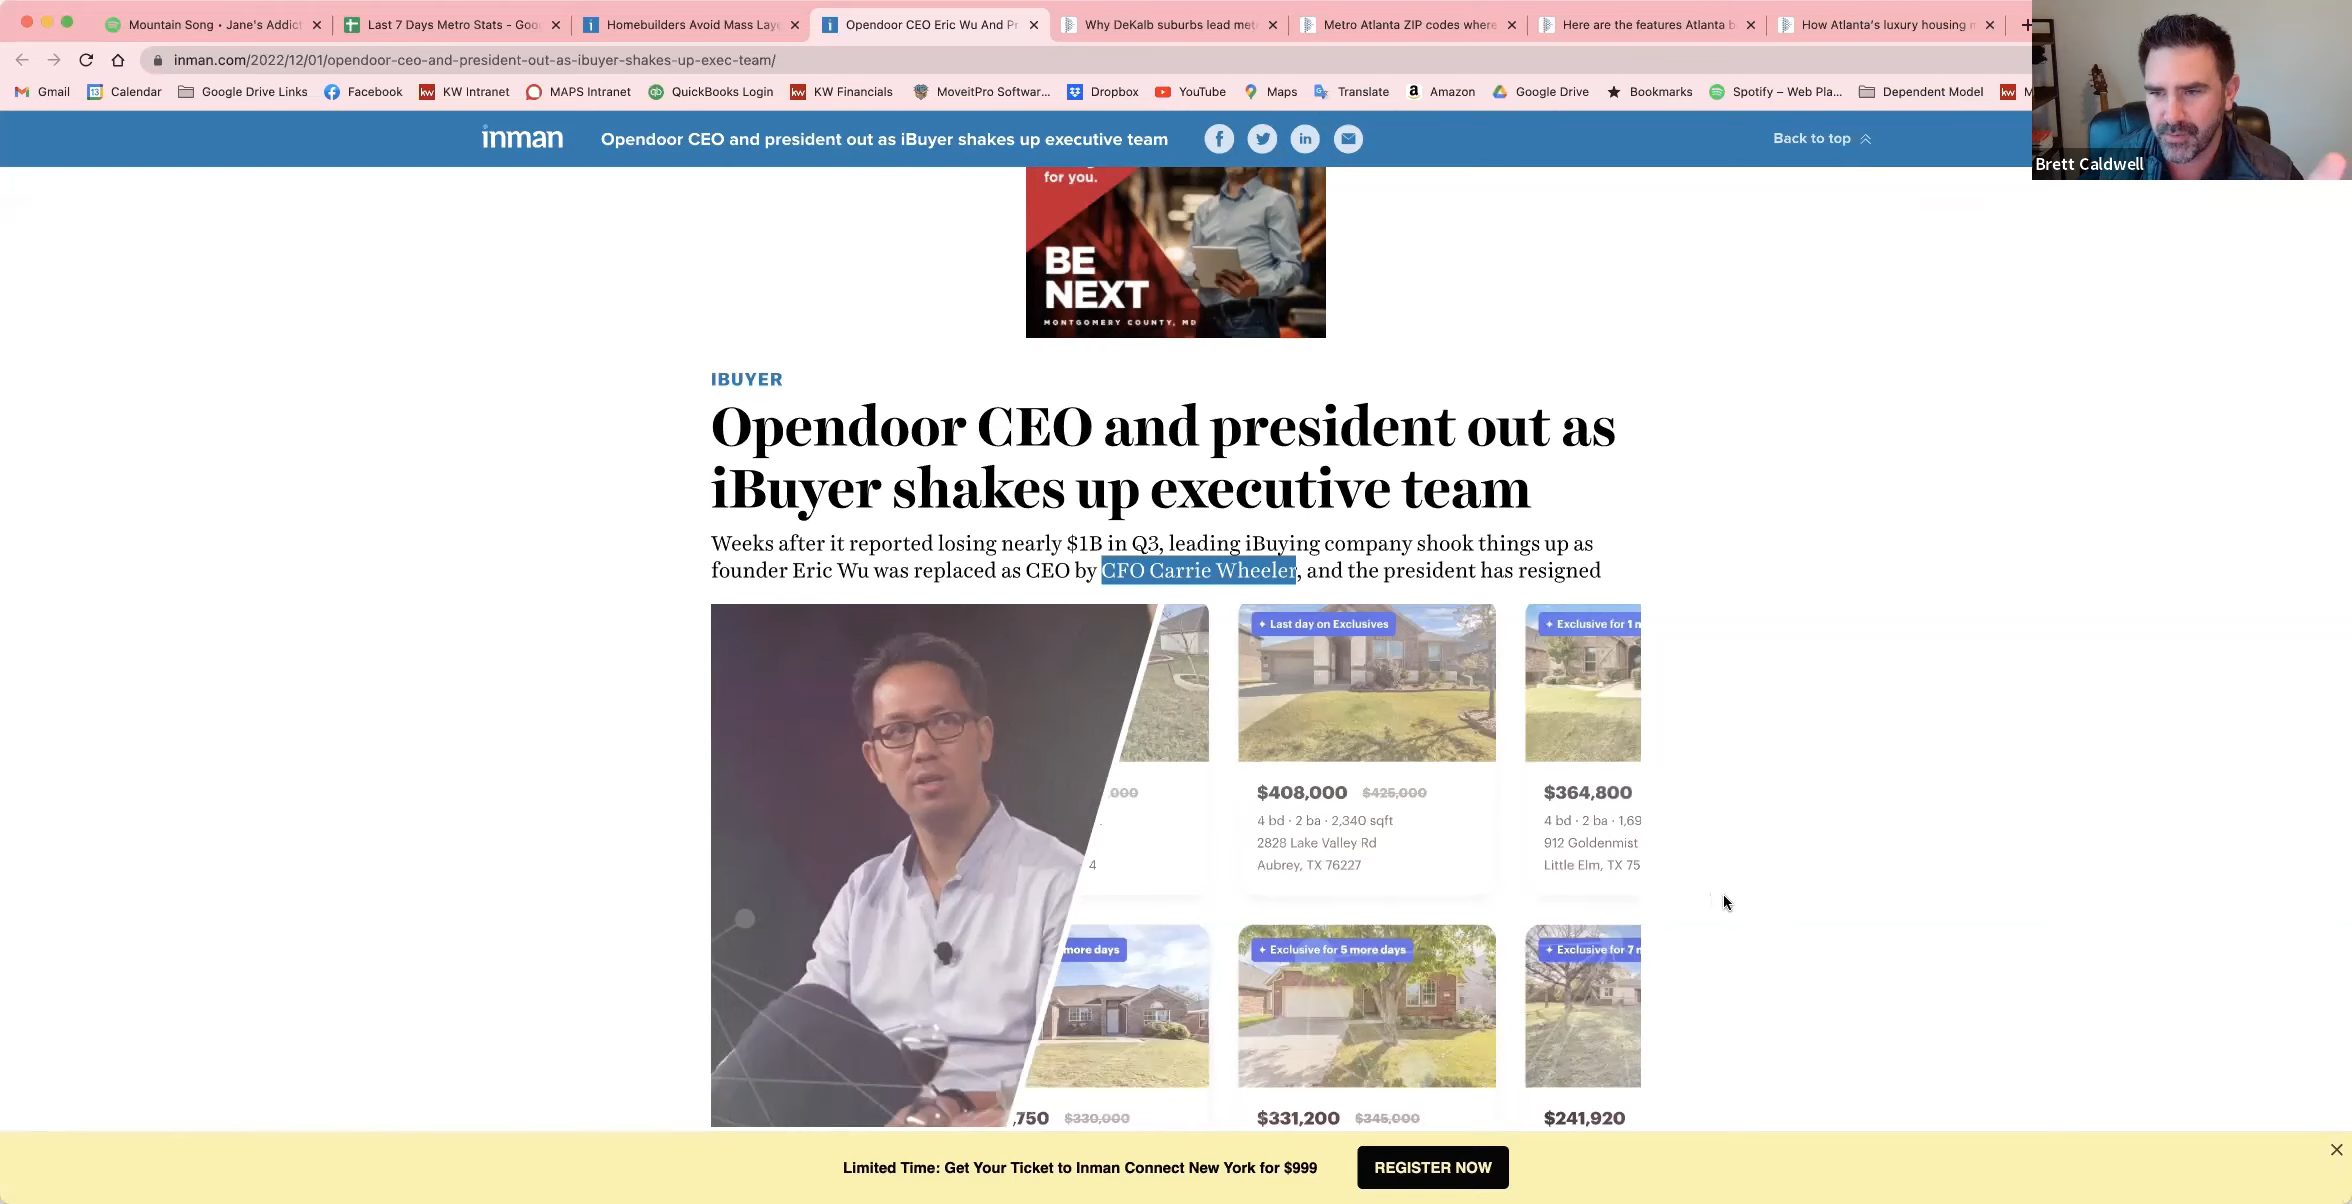 Mountain Song • Jane's Addict
Last 7 Days Metro Stats - Goo
Homebuilders Avoid Mass Lay
Opendoor CEO Eric Wu And Pr
Why DeKalb suburbs lead met
Metro Atlanta ZIP codes where
Here are the features Atlanta b
How Atlanta's luxury housing m
inman.com/2022/12/01/opendoor-ceo-and-president-out-as-ibuyer-shakes-up-exec-team/
Gmail
Calendar
Google Drive Links
Facebook
KW Intranet
MAPS Intranet
QuickBooks Login
KW Financials
MoveitPro Softwar...
Dropbox
YouTube
Maps
Translate
Amazon
Google Drive
Bookmarks
Spotify – Web Pla...
Dependent Model
kw M
Brett Caldwell
inman
Opendoor CEO and president out as iBuyer shakes up executive team
Back to top
for you.
BE
NEXT
MONTGOMERY COUNTY, MD
IBUYER
Opendoor CEO and president out as
iBuyer shakes up executive team
Weeks after it reported losing nearly $1B in Q3, leading iBuying company shook things up as
founder Eric Wu was replaced as CEO by CFO Carrie Wheeler, and the president has resigned
Last day on Exclusives
Exclusive for 1 m
,000
$408,000 $425,000
$364,800
4 bd · 2 ba · 2,340 sqft
4 bd · 2 ba · 1,69
2828 Lake Valley Rd
912 Goldenmist
4
Aubrey, TX 76227
Little Elm, TX 75
more days
Exclusive for 5 more days
Exclusive for 7 m
,750 $330,000
$331,200 $345,000
$241,920
Limited Time: Get Your Ticket to Inman Connect New York for $999
REGISTER NOW